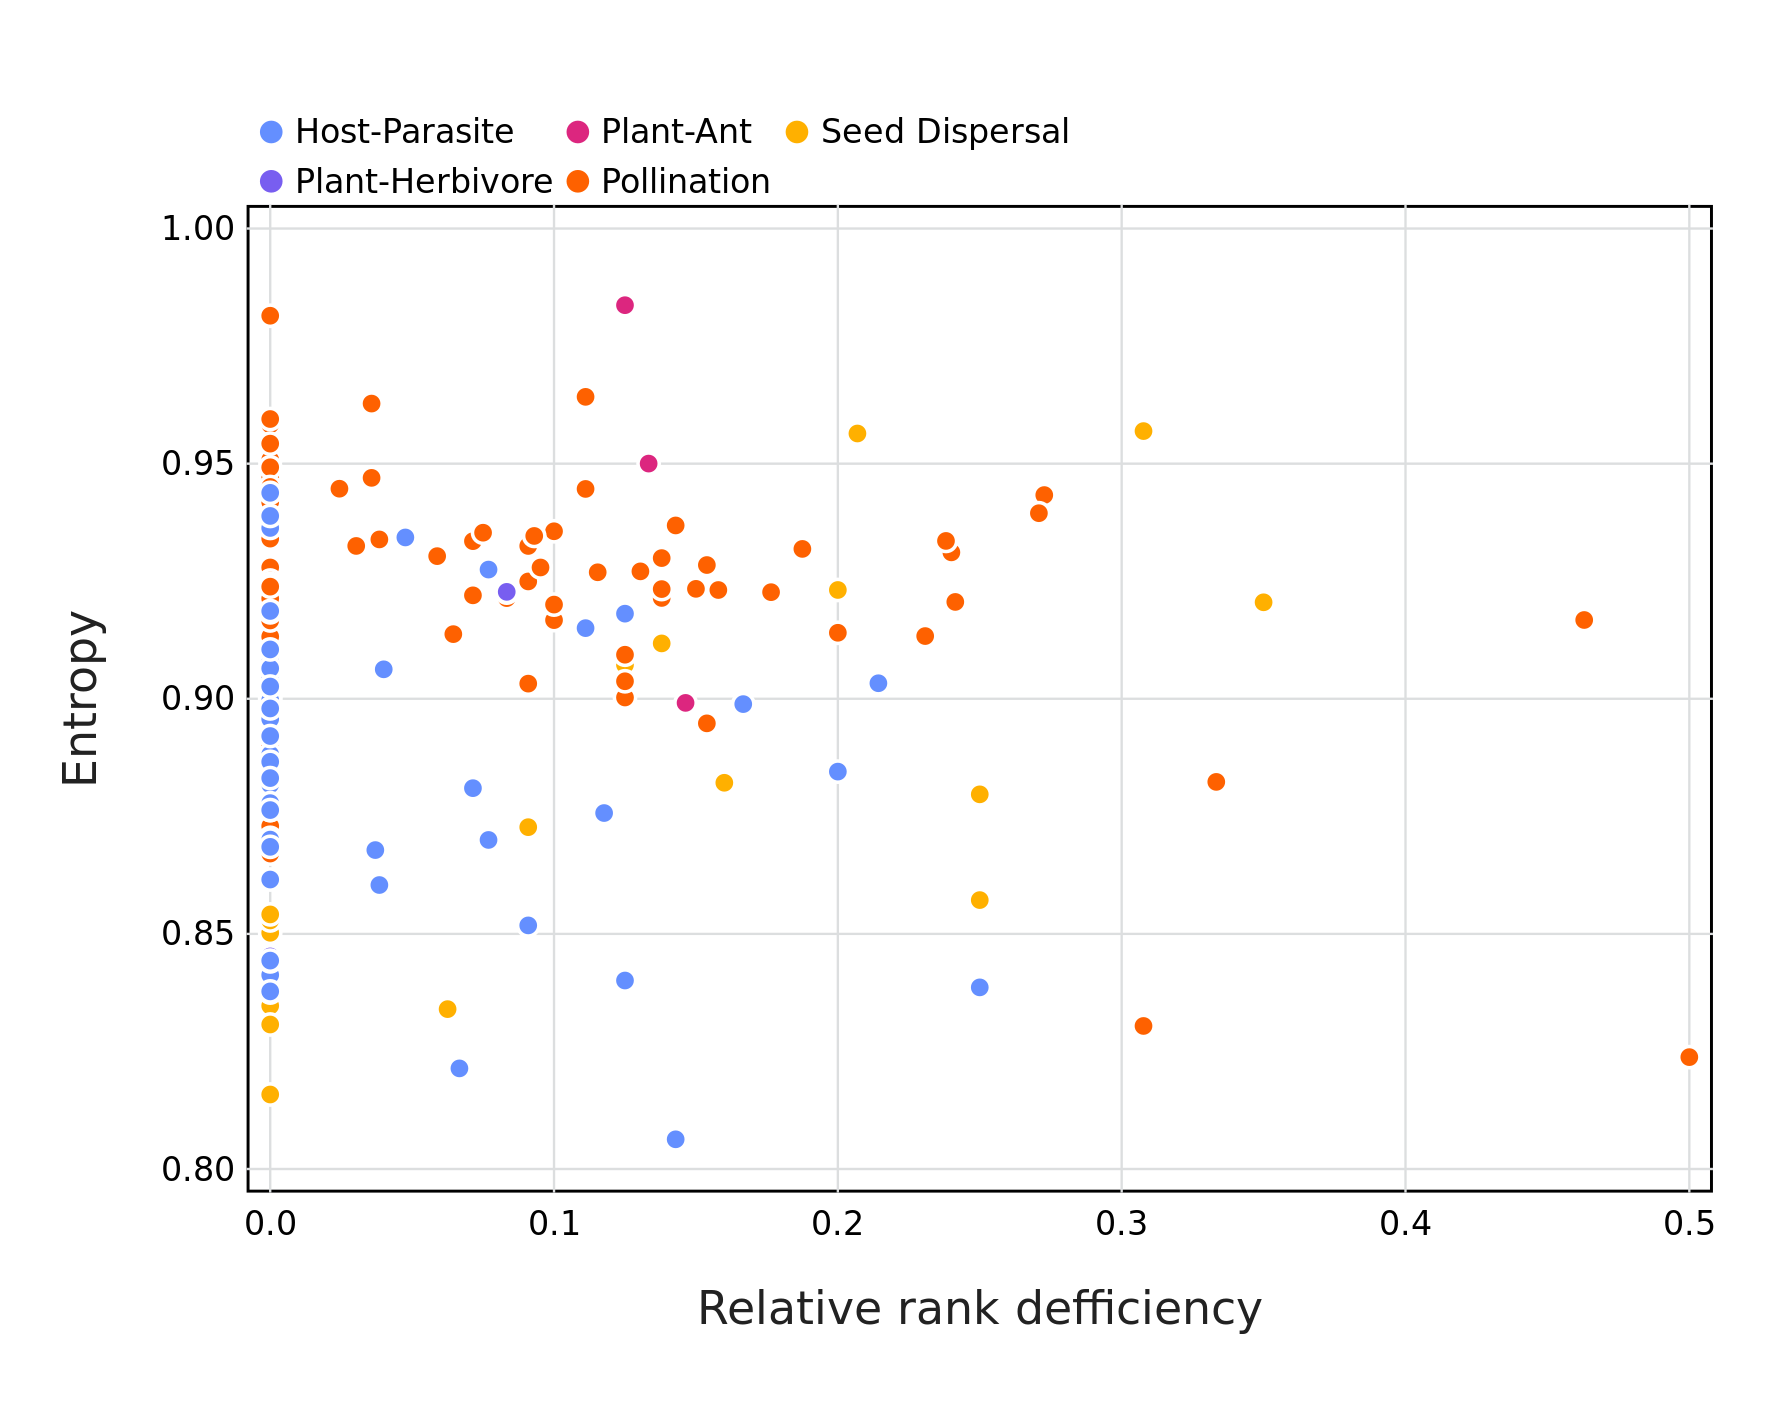 Host-Parasite Plant-Ant Seed Dispersal
Plant-Herbivore Pollination
1.00
0.95
0.90
0.85
0.80
Entropy
0.0 0.1 0.2 0.3 0.4 0.5
Relative rank defficiency